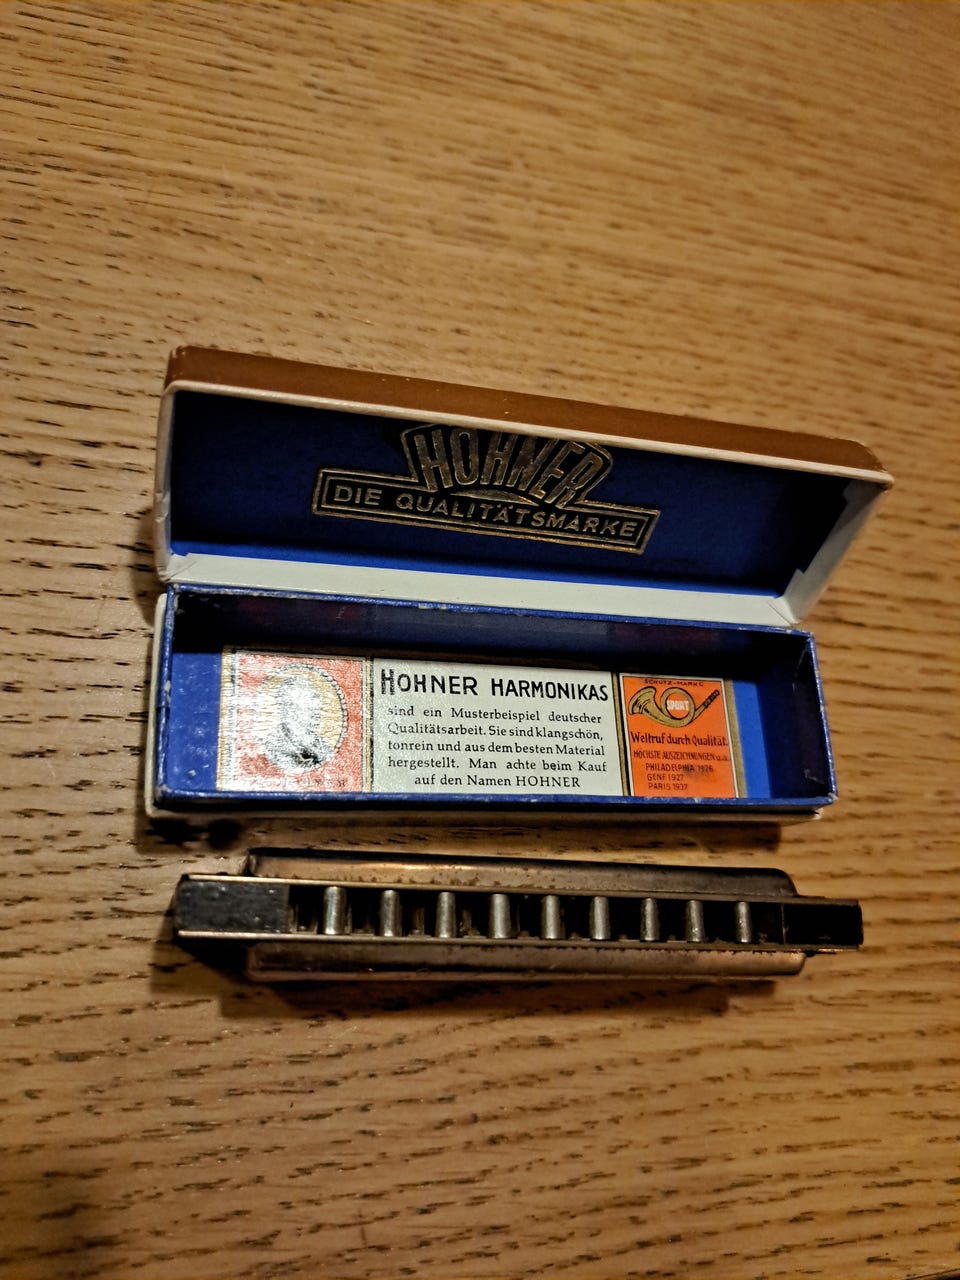 HOHNER
DIE QUALITÄTSMARKE
HOHNER HARMONIKAS
sind ein Musterbeispiel deutscher
Qualitätsarbeit. Sie sind klangschön,
tonrein und aus dem besten Material
hergestellt. Man achte beim Kauf
auf den Namen HOHNER
SCHUTZ-MARKE
SPORT
Weltruf durch Qualität.
HÖCHSTE AUSZEICHNUNGEN u.a.
PHILADELPHIA 1926
GENF 1927
PARIS 1937